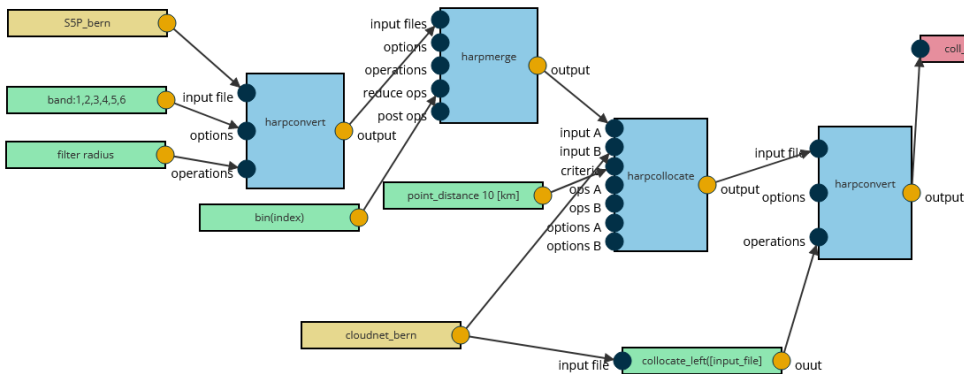 S5P_bern
band:1,2,3,4,5,6
filter radius
input file
options
operations
harpconvert
output
bin(index)
input files
options
operations
reduce ops
post ops
harpmerge
output
point_distance 10 [km]
input A
input B
criteria
ops A
ops B
options A
options B
harpcollocate
output
cloudnet_bern
input file
collocate_left([input_file]
ouut
input file
options
operations
harpconvert
output
coll_